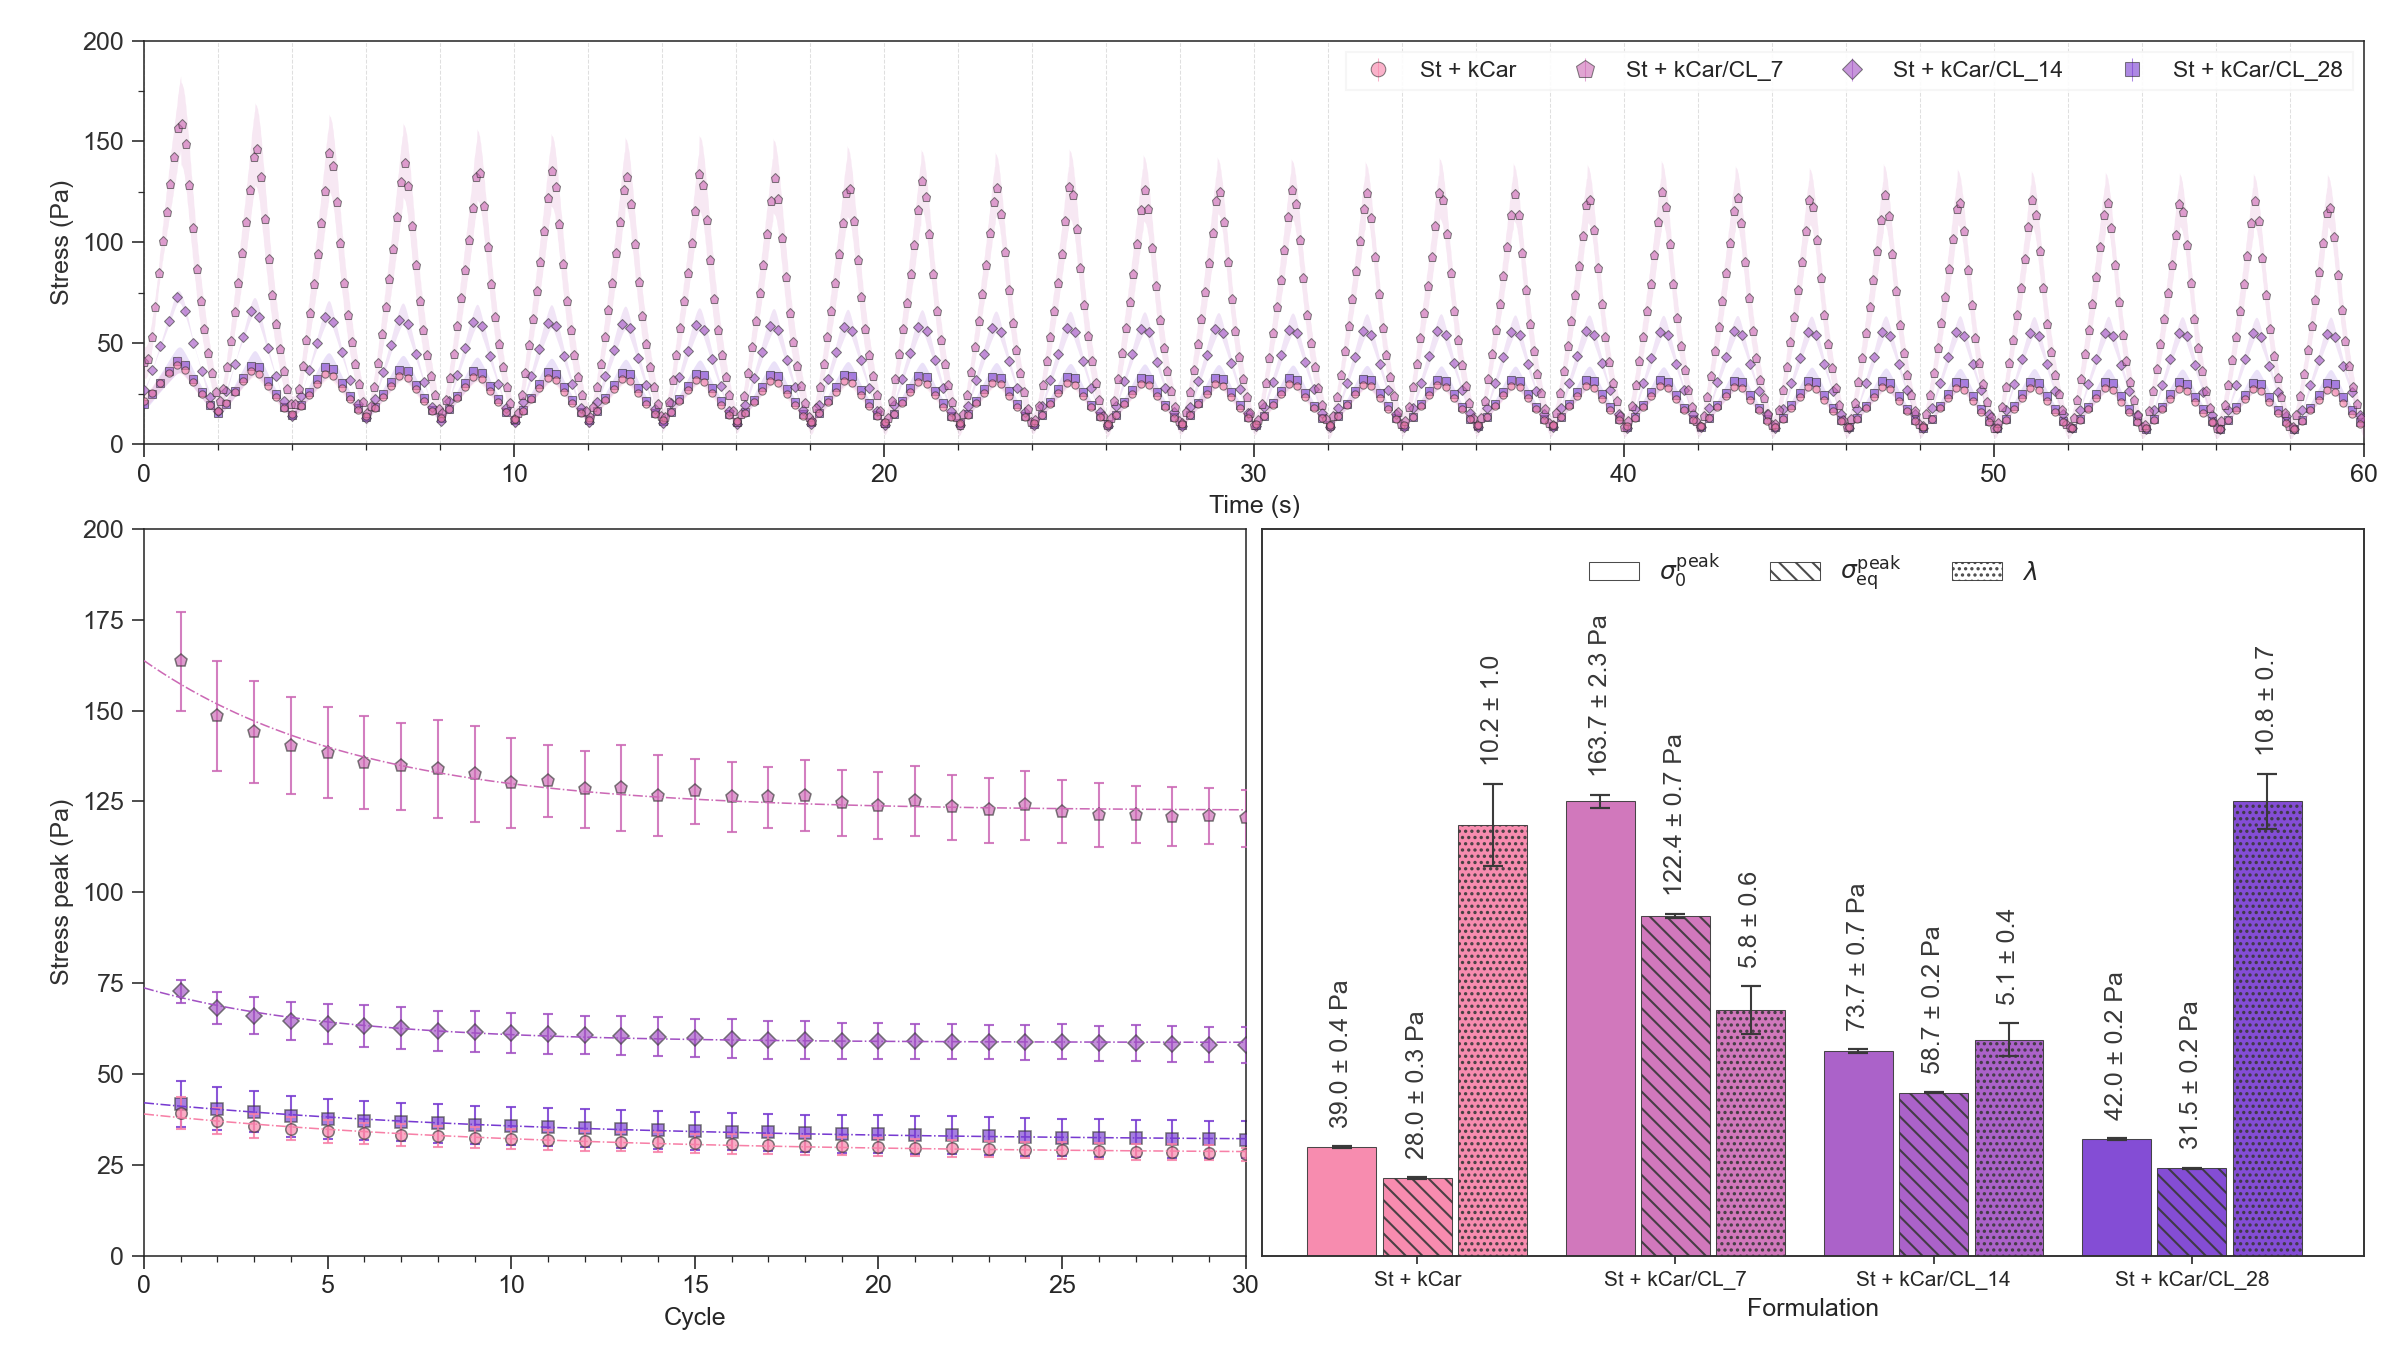 200
150
100
50
0
Stress (Pa)
St + kCar
St + kCar/CL_7
St + kCar/CL_14
St + kCar/CL_28
0 10 20 30 40 50 60
Time (s)
200
175
150
125
100
75
50
25
0
Stress peak (Pa)
0 5 10 15 20 25 30
Cycle
σ₀^peak
σ_eq^peak
λ
39.0 ± 0.4 Pa
28.0 ± 0.3 Pa
10.2 ± 1.0
163.7 ± 2.3 Pa
122.4 ± 0.7 Pa
5.8 ± 0.6
73.7 ± 0.7 Pa
58.7 ± 0.2 Pa
5.1 ± 0.4
42.0 ± 0.2 Pa
31.5 ± 0.2 Pa
10.8 ± 0.7
St + kCar
St + kCar/CL_7
St + kCar/CL_14
St + kCar/CL_28
Formulation